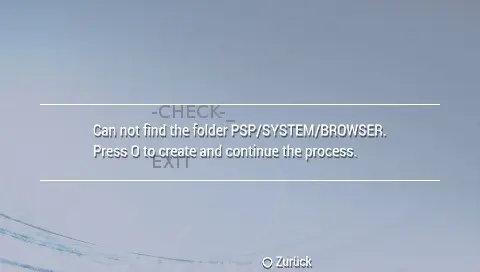 -CHECK-_
Can not find the folder PSP/SYSTEM/BROWSER.
Press O to create and continue the process.
EXIT
O Zurück